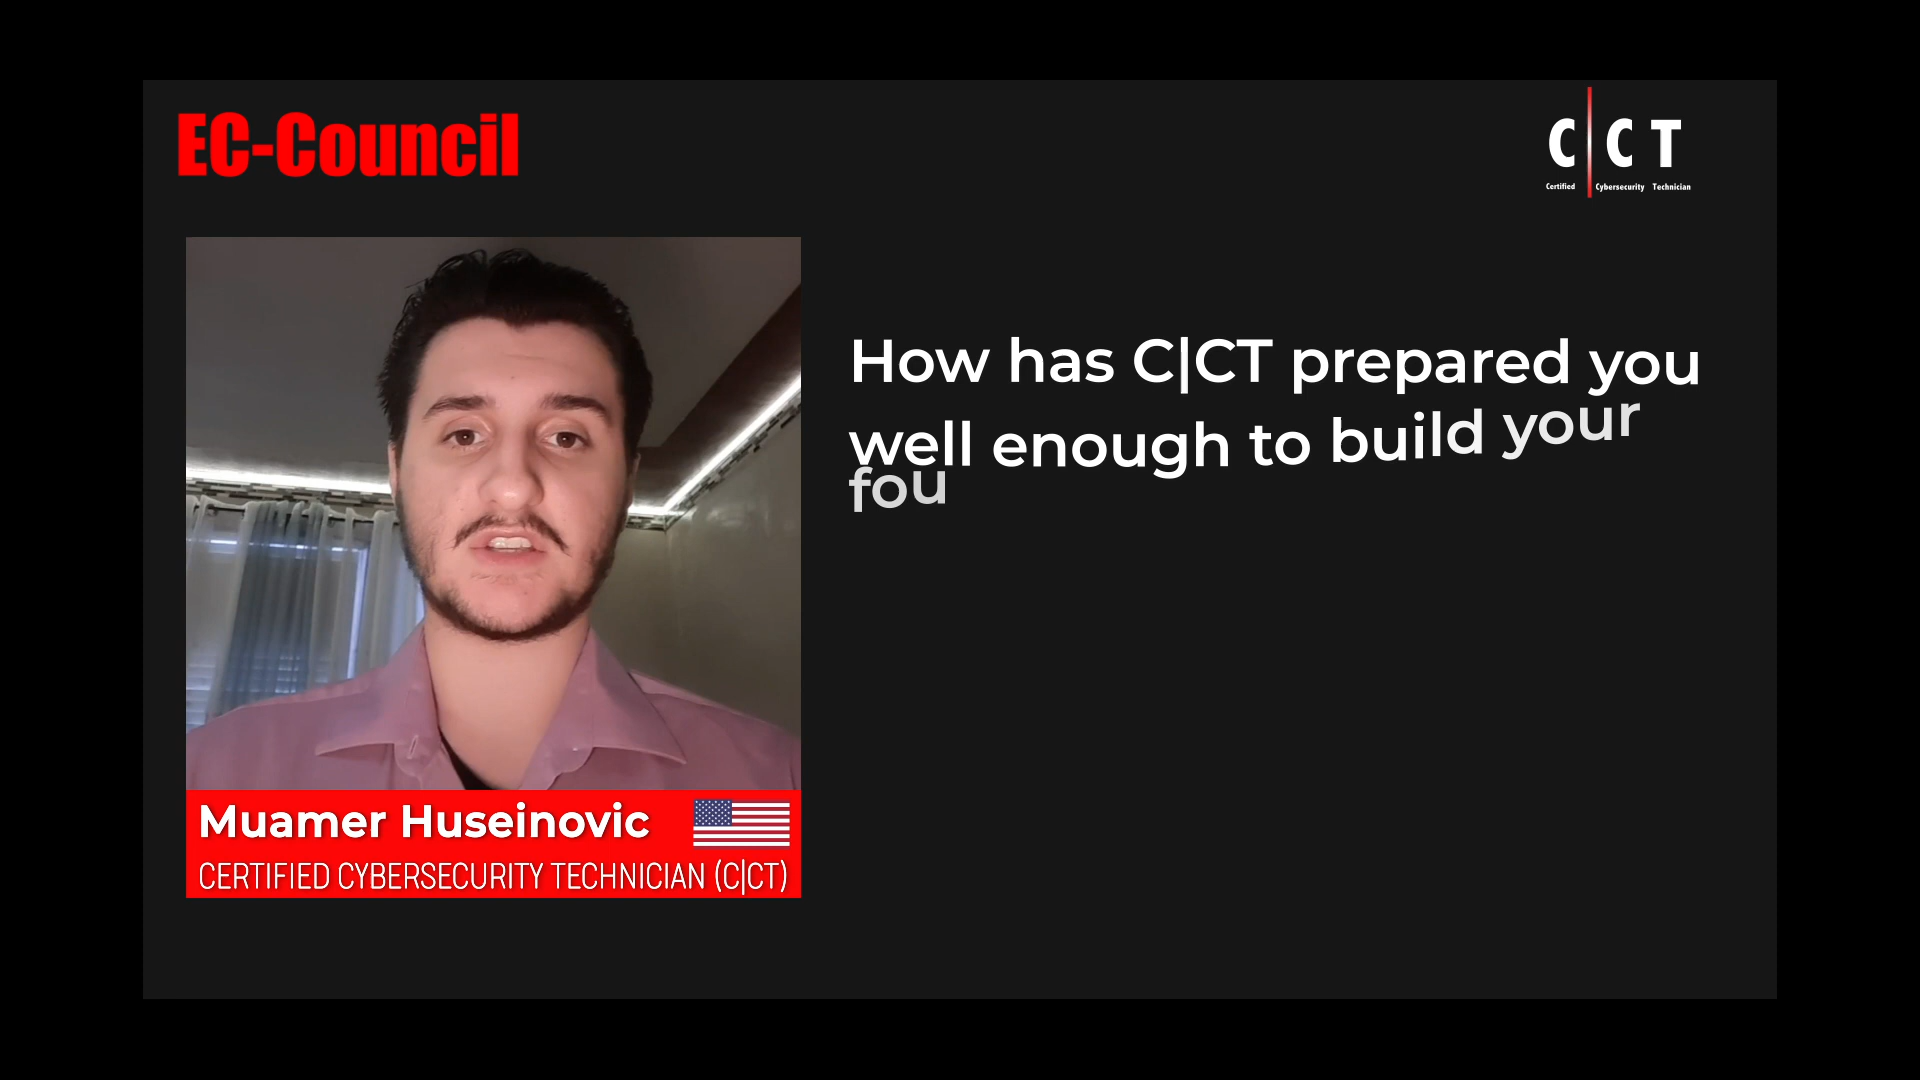 EC-Council
C|CT
Certified Cybersecurity Technician
How has C|CT prepared you
well enough to build your
fou
Muamer Huseinovic
CERTIFIED CYBERSECURITY TECHNICIAN (C|CT)